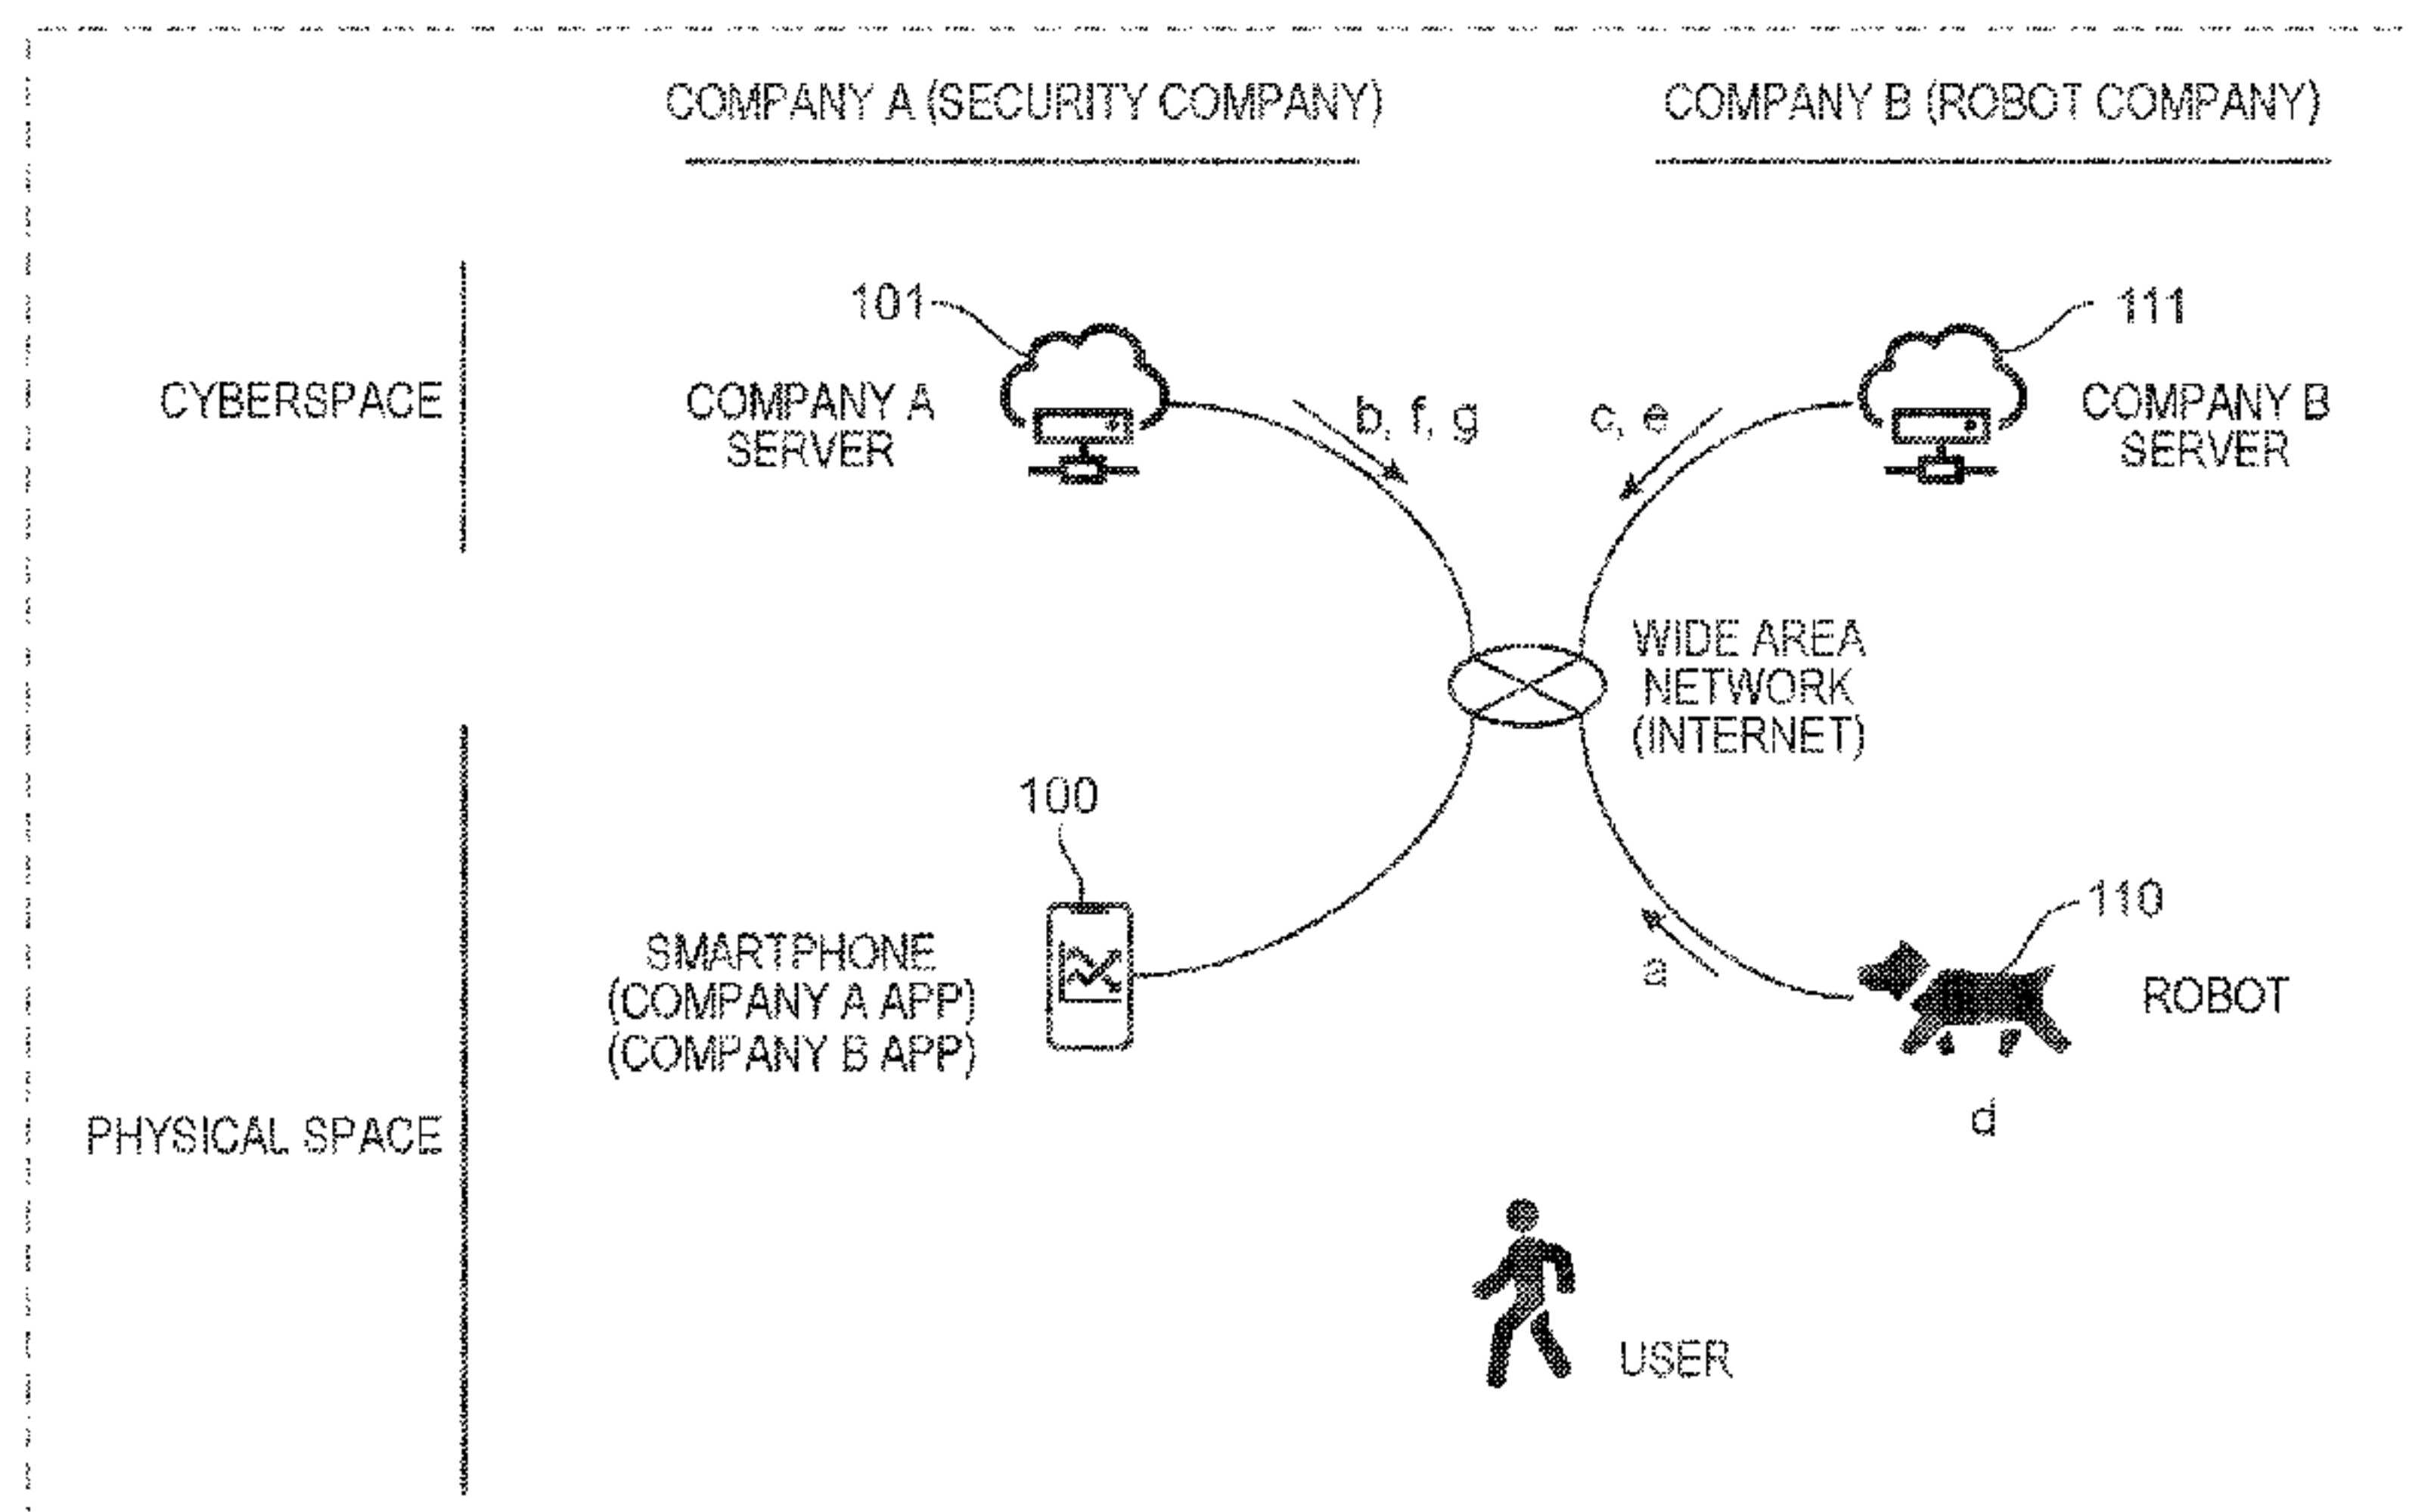 COMPANY A (SECURITY COMPANY)
COMPANY B (ROBOT COMPANY)
101
111
CYBERSPACE
COMPANY A
SERVER
b, f, g
c, e
COMPANY B
SERVER
WIDE AREA
NETWORK
(INTERNET)
100
110
SMARTPHONE
(COMPANY A APP)
(COMPANY B APP)
a
ROBOT
d
PHYSICAL SPACE
USER